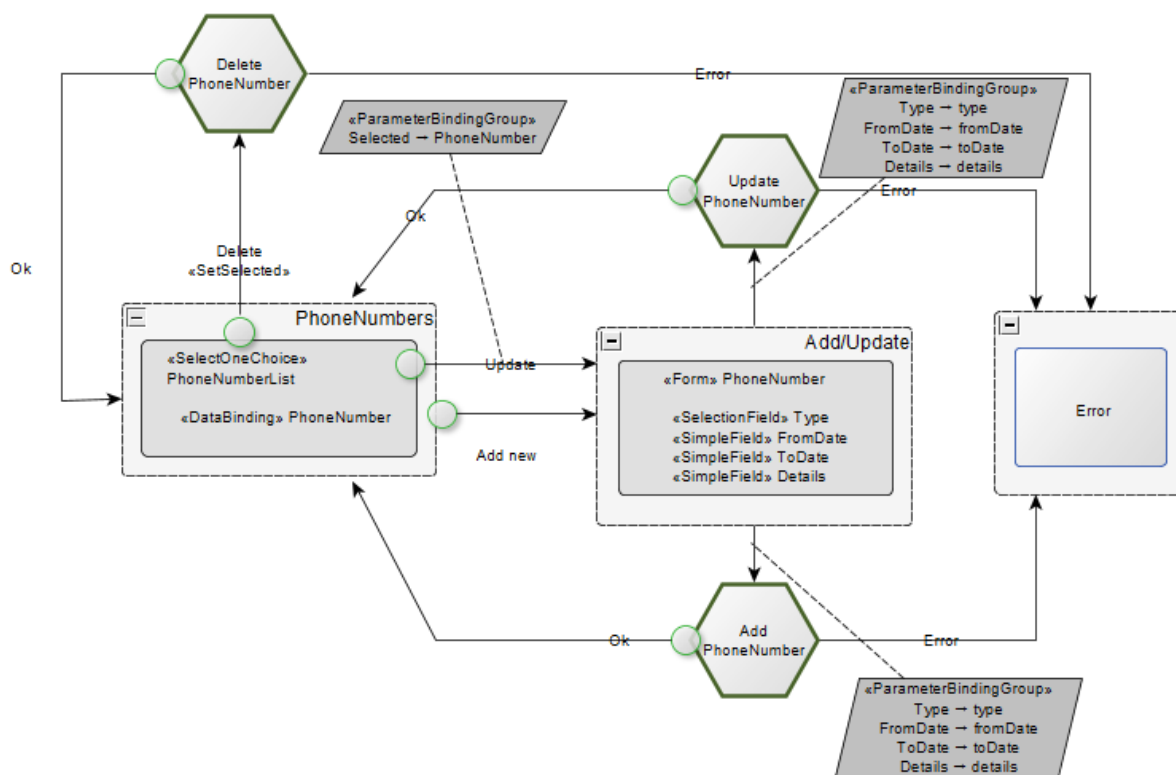 Delete
PhoneNumber
Error
«ParameterBindingGroup»
Type → type
FromDate → fromDate
ToDate → toDate
Details → details
«ParameterBindingGroup»
Selected → PhoneNumber
Update
PhoneNumber
Error
Ok
Delete
«SetSelected»
Ok
PhoneNumbers
«SelectOneChoice»
PhoneNumberList
«DataBinding» PhoneNumber
Update
Add new
Add/Update
«Form» PhoneNumber
«SelectionField» Type
«SimpleField» FromDate
«SimpleField» ToDate
«SimpleField» Details
Error
Ok
Add
PhoneNumber
Error
«ParameterBindingGroup»
Type → type
FromDate → fromDate
ToDate → toDate
Details → details